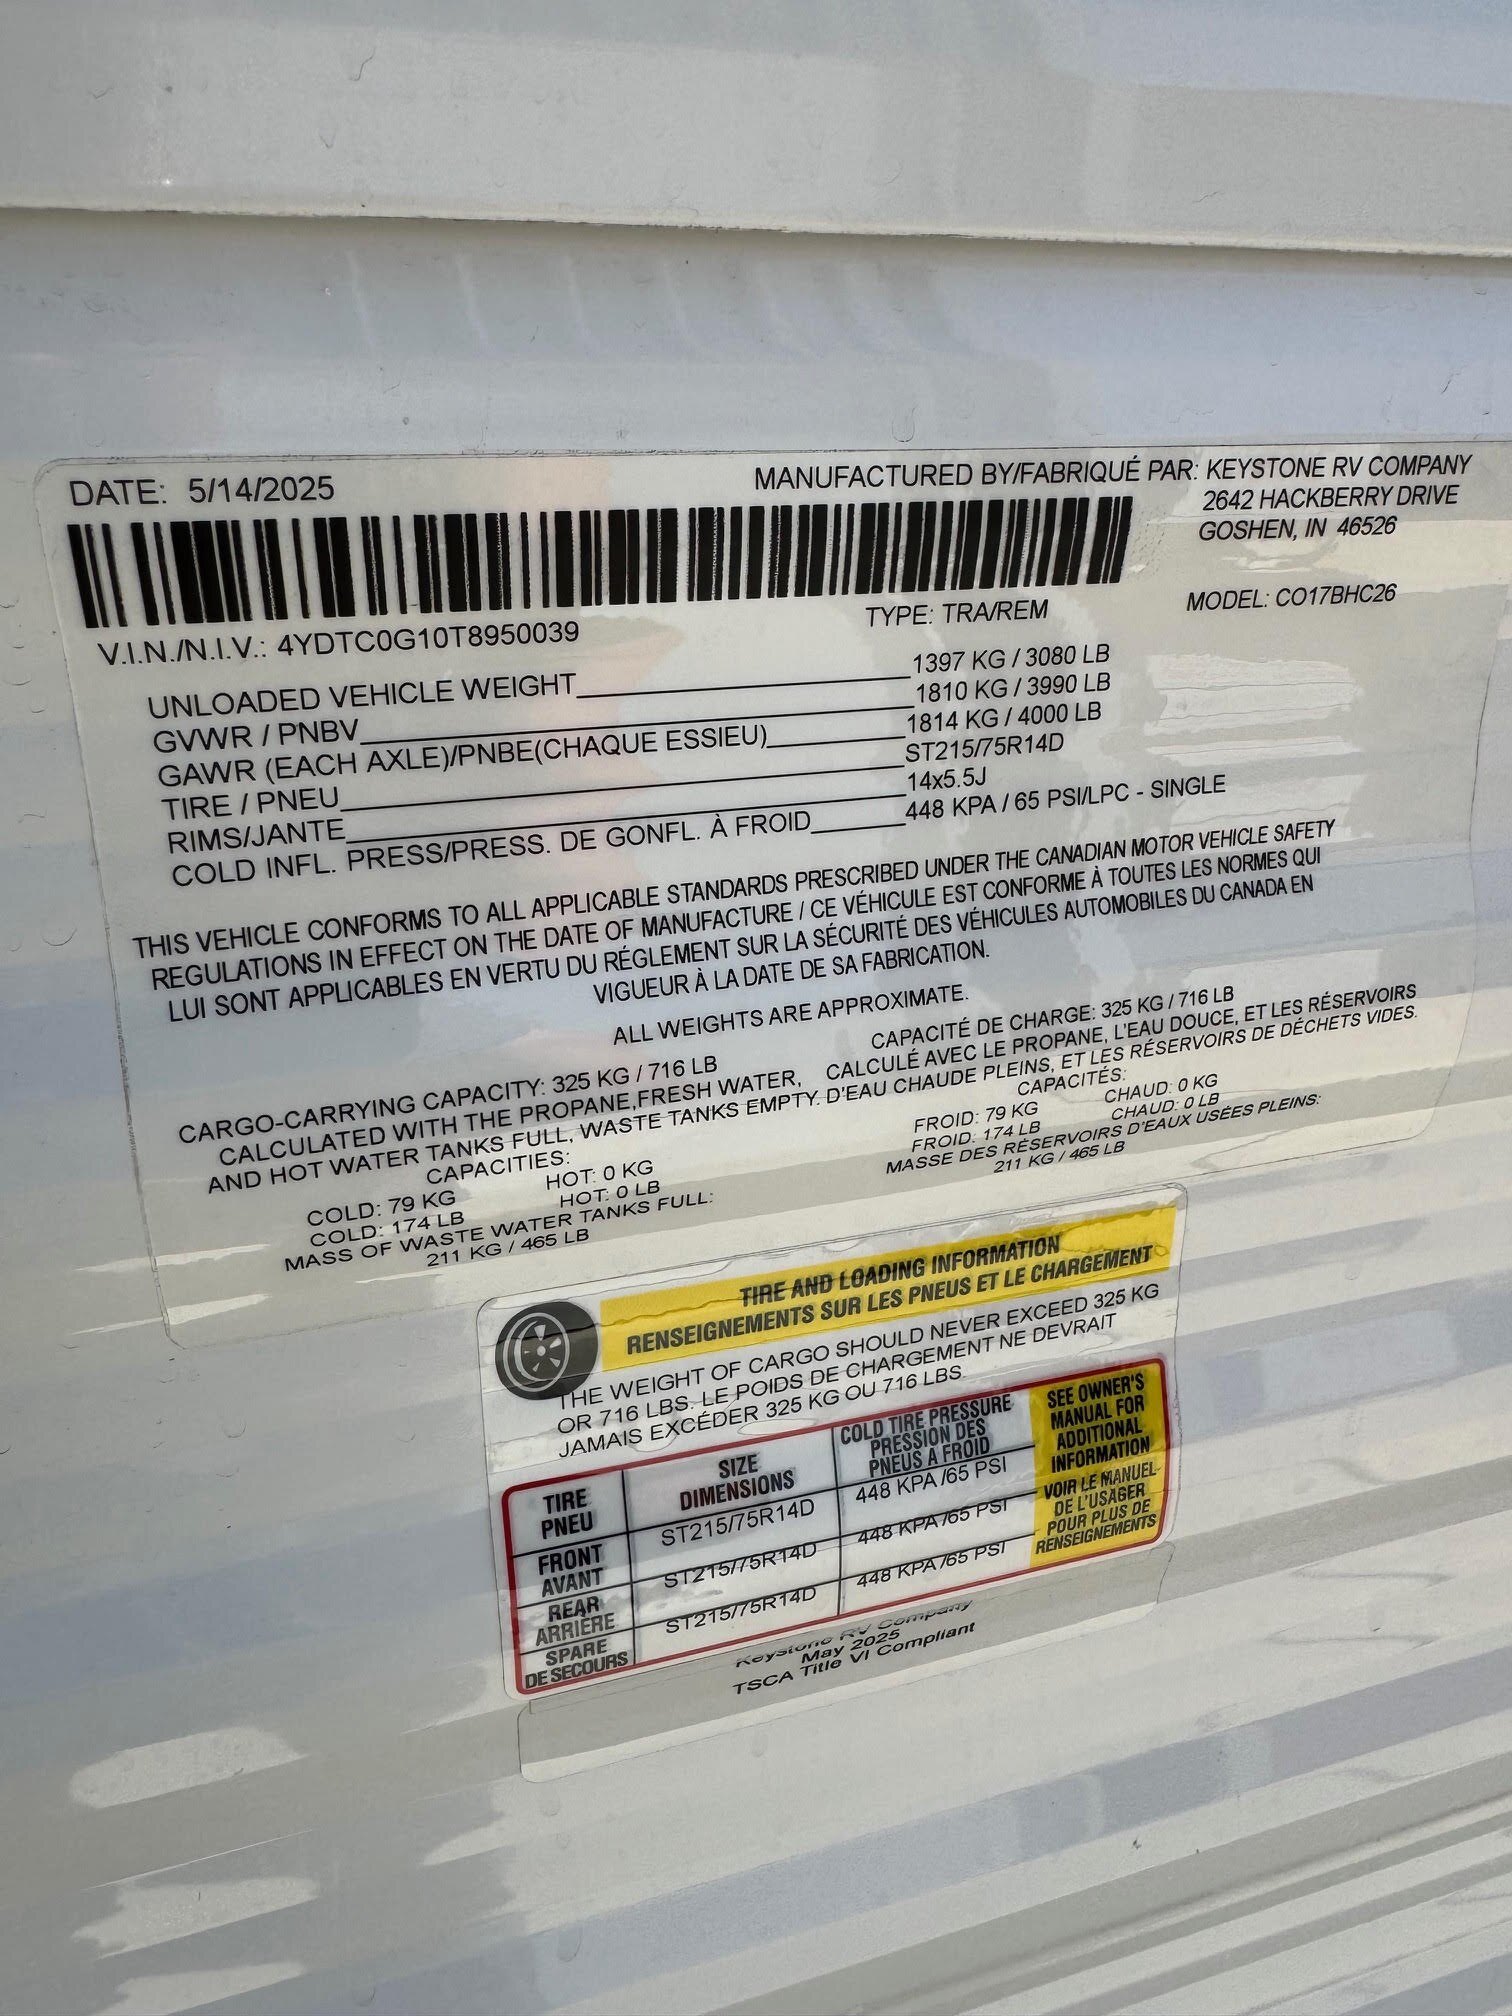 DATE: 5/14/2025
MANUFACTURED BY/FABRIQUÉ PAR: KEYSTONE RV COMPANY
2642 HACKBERRY DRIVE
GOSHEN, IN 46526
V.I.N./N.I.V.: 4YDTC0G10T8950039
TYPE: TRA/REM
MODEL: CO17BHC26
UNLOADED VEHICLE WEIGHT 1397 KG / 3080 LB
GVWR / PNBV 1810 KG / 3990 LB
GAWR (EACH AXLE)/PNBE(CHAQUE ESSIEU) 1814 KG / 4000 LB
TIRE / PNEU ST215/75R14D
RIMS/JANTE 14x5.5J
COLD INFL. PRESS/PRESS. DE GONFL. À FROID 448 KPA / 65 PSI/LPC - SINGLE
THIS VEHICLE CONFORMS TO ALL APPLICABLE STANDARDS PRESCRIBED UNDER THE CANADIAN MOTOR VEHICLE SAFETY
REGULATIONS IN EFFECT ON THE DATE OF MANUFACTURE / CE VÉHICULE EST CONFORME À TOUTES LES NORMES QUI
LUI SONT APPLICABLES EN VERTU DU RÉGLEMENT SUR LA SÉCURITÉ DES VÉHICULES AUTOMOBILES DU CANADA EN
VIGUEUR À LA DATE DE SA FABRICATION.
ALL WEIGHTS ARE APPROXIMATE.
CARGO-CARRYING CAPACITY: 325 KG / 716 LB
CALCULATED WITH THE PROPANE,FRESH WATER,
AND HOT WATER TANKS FULL, WASTE TANKS EMPTY.
CAPACITIES:
COLD: 79 KG HOT: 0 KG
COLD: 174 LB HOT: 0 LB
MASS OF WASTE WATER TANKS FULL:
211 KG / 465 LB
CAPACITÉ DE CHARGE: 325 KG / 716 LB
CALCULÉ AVEC LE PROPANE, L'EAU DOUCE, ET LES RÉSERVOIRS
D'EAU CHAUDE PLEINS, ET LES RÉSERVOIRS DE DÉCHETS VIDES.
CAPACITÉS:
FROID: 79 KG CHAUD: 0 KG
FROID: 174 LB CHAUD: 0 LB
MASSE DES RÉSERVOIRS D'EAUX USÉES PLEINS:
211 KG / 465 LB
TIRE AND LOADING INFORMATION
RENSEIGNEMENTS SUR LES PNEUS ET LE CHARGEMENT
THE WEIGHT OF CARGO SHOULD NEVER EXCEED 325 KG
OR 716 LBS. LE POIDS DE CHARGEMENT NE DEVRAIT
JAMAIS EXCÉDER 325 KG OU 716 LBS.
TIRE
PNEU
SIZE
DIMENSIONS
COLD TIRE PRESSURE
PRESSION DES
PNEUS A FROID
FRONT
AVANT
ST215/75R14D
448 KPA /65 PSI
REAR
ARRIÈRE
ST215/75R14D
448 KPA /65 PSI
SPARE
DE SECOURS
ST215/75R14D
448 KPA /65 PSI
SEE OWNER'S
MANUAL FOR
ADDITIONAL
INFORMATION
VOIR LE MANUEL
DE L'USAGER
POUR PLUS DE
RENSEIGNEMENTS
Keystone RV Company
May 2025
TSCA Title VI Compliant